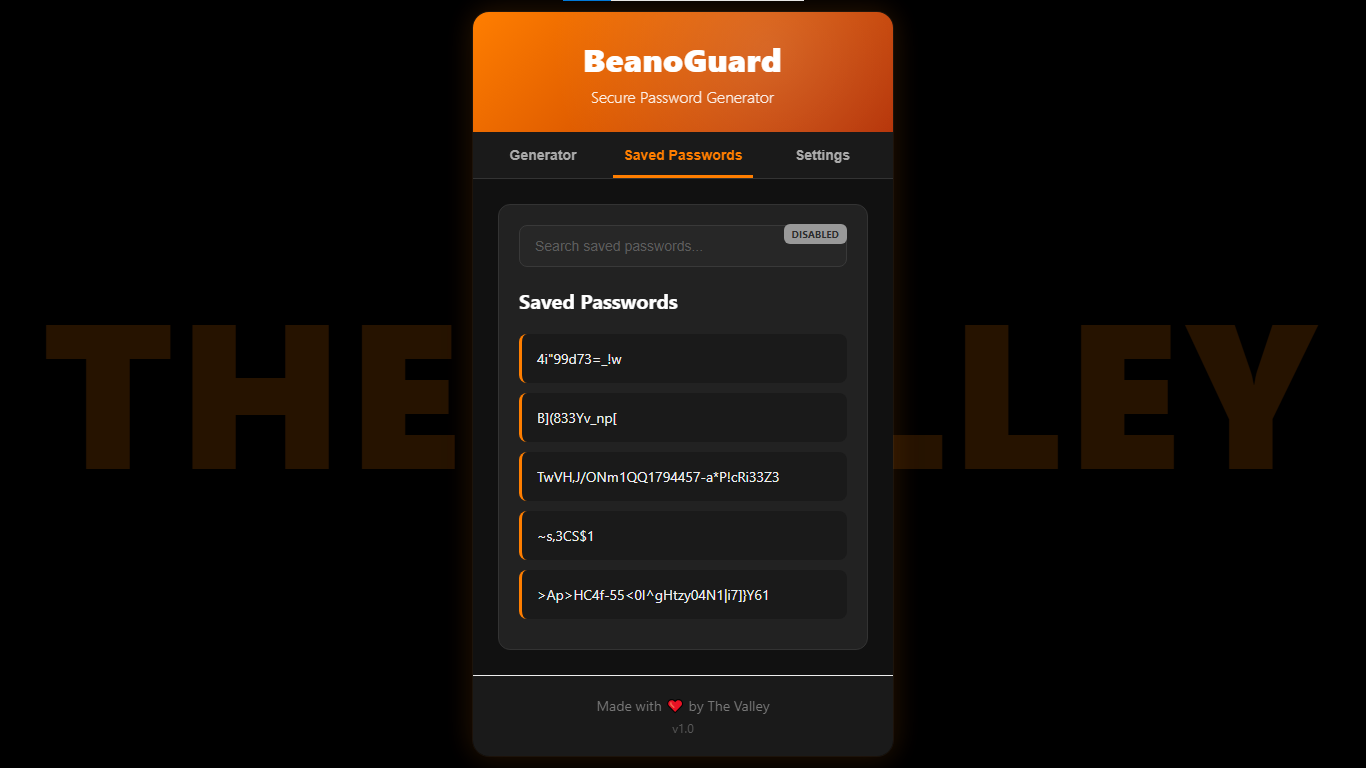 BeanoGuard
Secure Password Generator
Generator Saved Passwords Settings
DISABLED
Search saved passwords...
Saved Passwords
4i"99d73=_!w
B](833Yv_np[
TwVH,J/ONm1QQ1794457-a*P!cRi33Z3
~s,3CS$1
>Ap>HC4f-55<0I^gHtzy04N1|i7]}Y61
THE LLEY
Made with ❤️ by The Valley
v1.0